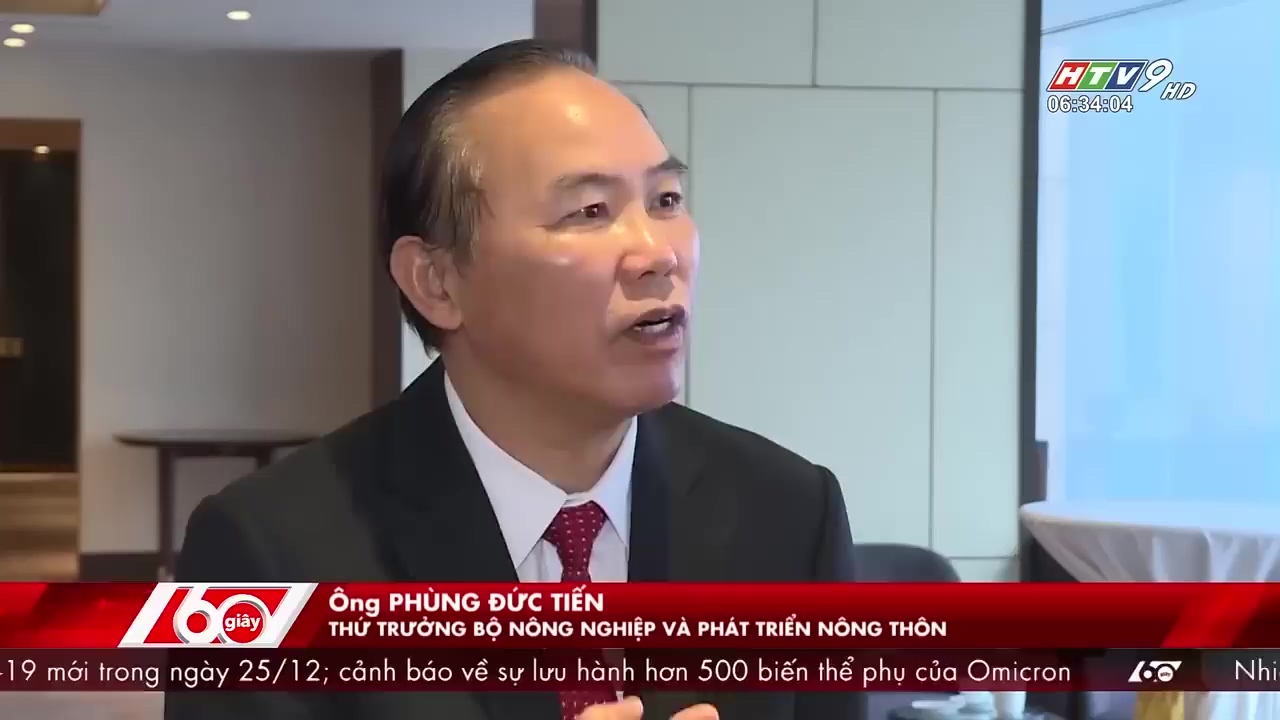 HTV9 HD
06:34:04
60 giây
Ông PHÙNG ĐỨC TIẾN
THỨ TRƯỞNG BỘ NÔNG NGHIỆP VÀ PHÁT TRIỂN NÔNG THÔN
-19 mới trong ngày 25/12; cảnh báo về sự lưu hành hơn 500 biến thể phụ của Omicron 60 Nhi